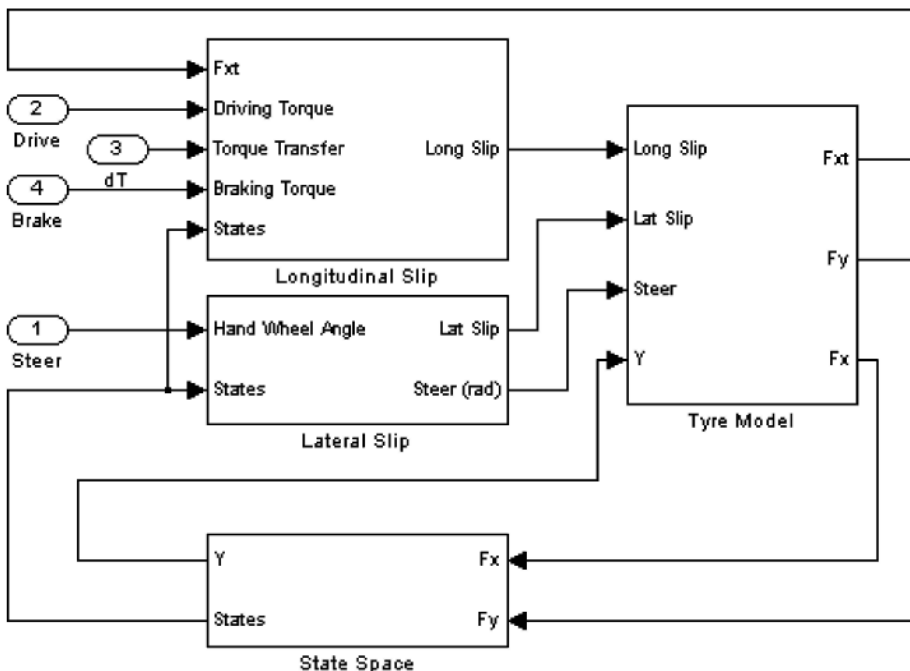 Fxt
2
Driving Torque
Drive
3
Torque Transfer
Long Slip
dT
4
Braking Torque
Brake
States
Longitudinal Slip
1
Hand Wheel Angle
Lat Slip
Steer
States
Steer (rad)
Lateral Slip
Long Slip
Fxt
Lat Slip
Fy
Steer
Y
Fx
Tyre Model
Y
Fx
States
Fy
State Space